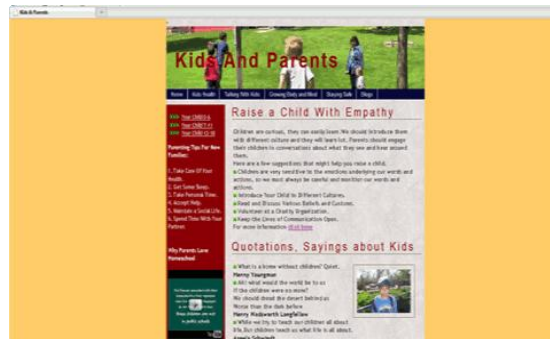 Kids & Parents
Kids And Parents
Home Kids Health Talking With Kids Growing Body and Mind Staying Safe Blogs
Your Child 0-6
Your Child 7-11
Your Child 12-18
Parenting Tips For New
Families:
1. Take Care Of Your
Health.
2. Get Some Sleep.
3. Take Personal Time.
4. Accept Help.
5. Maintain a Social Life.
6. Spend Time With Your
Partner.
Why Parents Love
Homeschool
Raise a Child With Empathy
Children are curious, they can easily learn. We should introduce them
with different culture and they will learn lot. Parents should engage
their children in conversations about what they see and hear around
them.
Here are a few suggestions that might help you raise a child.
Children are very sensitive to the emotions underlying our words and
actions, so we must always be careful and monitor our words and
actions.
Introduce Your Child to Different Cultures.
Read and Discuss Various Beliefs and Customs.
Volunteer at a Charity Organization.
Keep the Lines of Communication Open.
For more information click here
Quotations, Sayings about Kids
What is a home without children? Quiet.
Henny Youngman
Ah! what would the world be to us
If the children were no more?
We should dread the desert behind us
Worse than the dark before
Henry Wadsworth Longfellow
While we try to teach our children all about
life, Our children teach us what life is all about.
Angela Schwindt